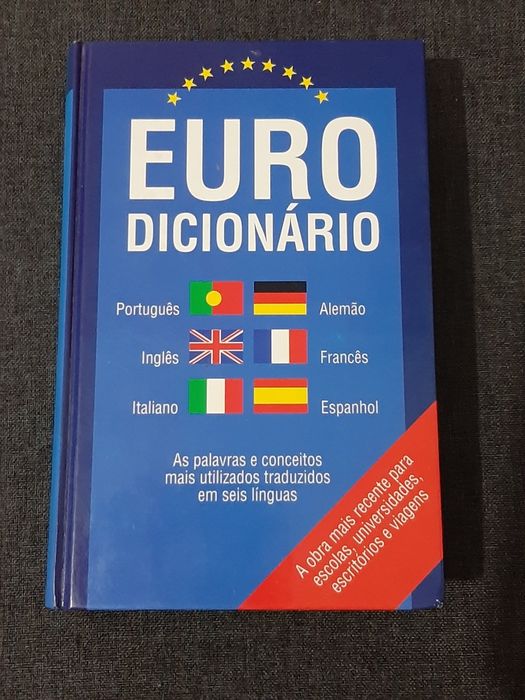 EURO
DICIONÁRIO
Português Alemão
Inglês Francês
Italiano Espanhol
As palavras e conceitos
mais utilizados traduzidos
em seis línguas
A obra mais recente para
escolas, universidades,
escritórios e viagens